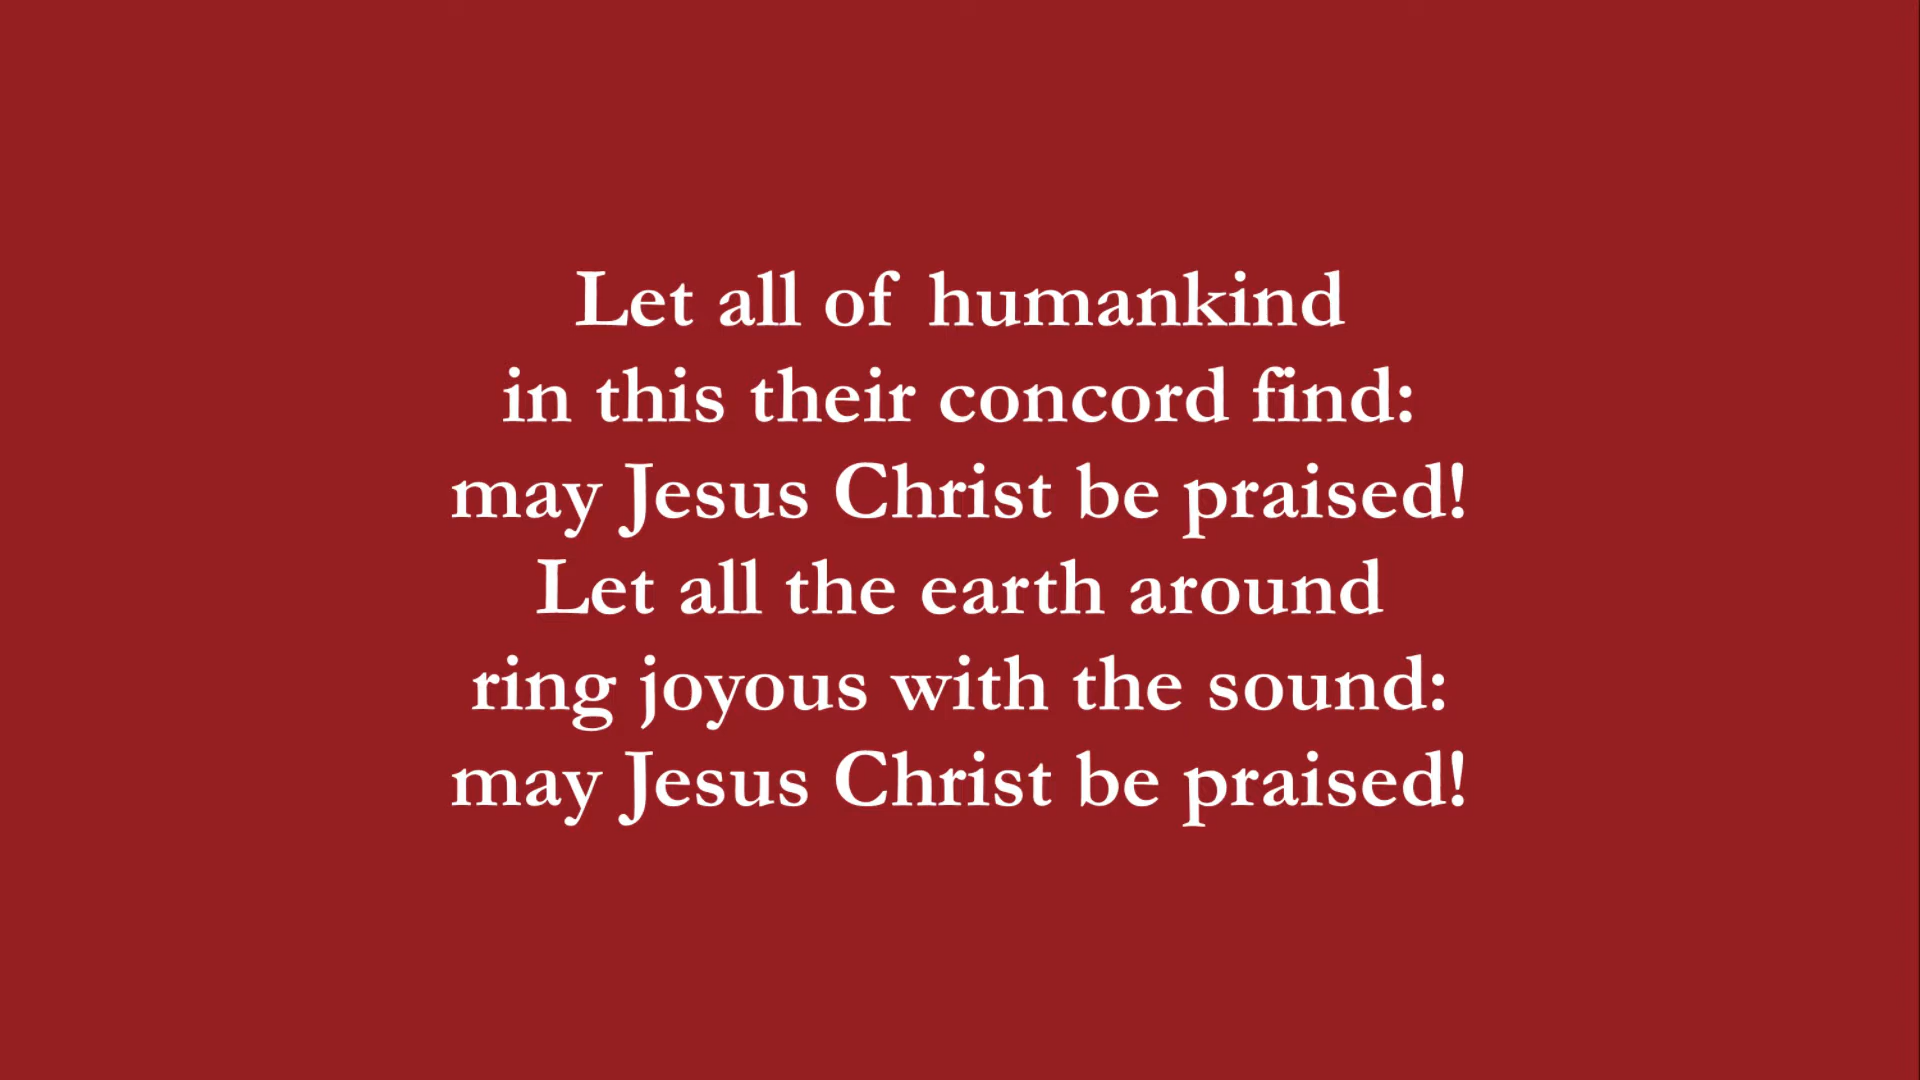 Let all of humankind
in this their concord find:
may Jesus Christ be praised!
Let all the earth around
ring joyous with the sound:
may Jesus Christ be praised!